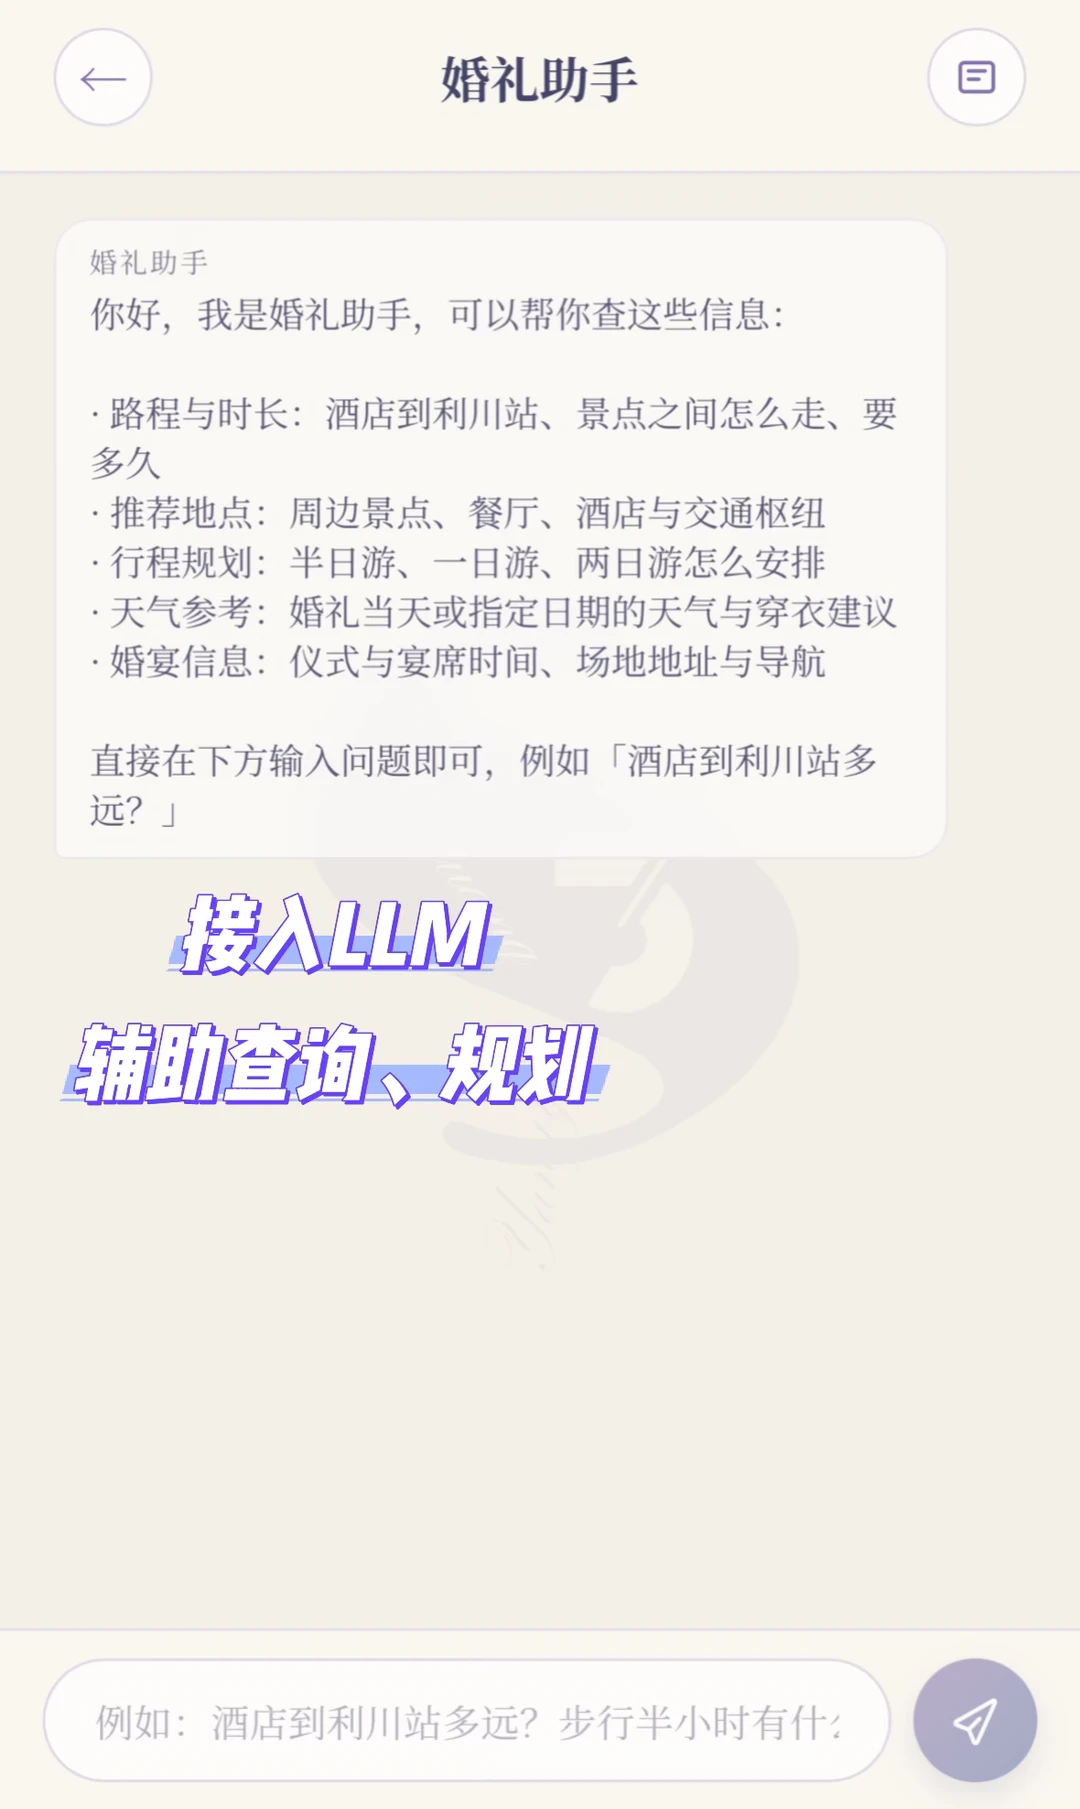 婚礼助手
婚礼助手
你好，我是婚礼助手，可以帮你查这些信息：
· 路程与时长：酒店到利川站、景点之间怎么走、要
多久
· 推荐地点：周边景点、餐厅、酒店与交通枢纽
· 行程规划：半日游、一日游、两日游怎么安排
· 天气参考：婚礼当天或指定日期的天气与穿衣建议
· 婚宴信息：仪式与宴席时间、场地地址与导航
直接在下方输入问题即可，例如「酒店到利川站多
远？」
接入LLM
辅助查询、规划
例如：酒店到利川站多远？步行半小时有什